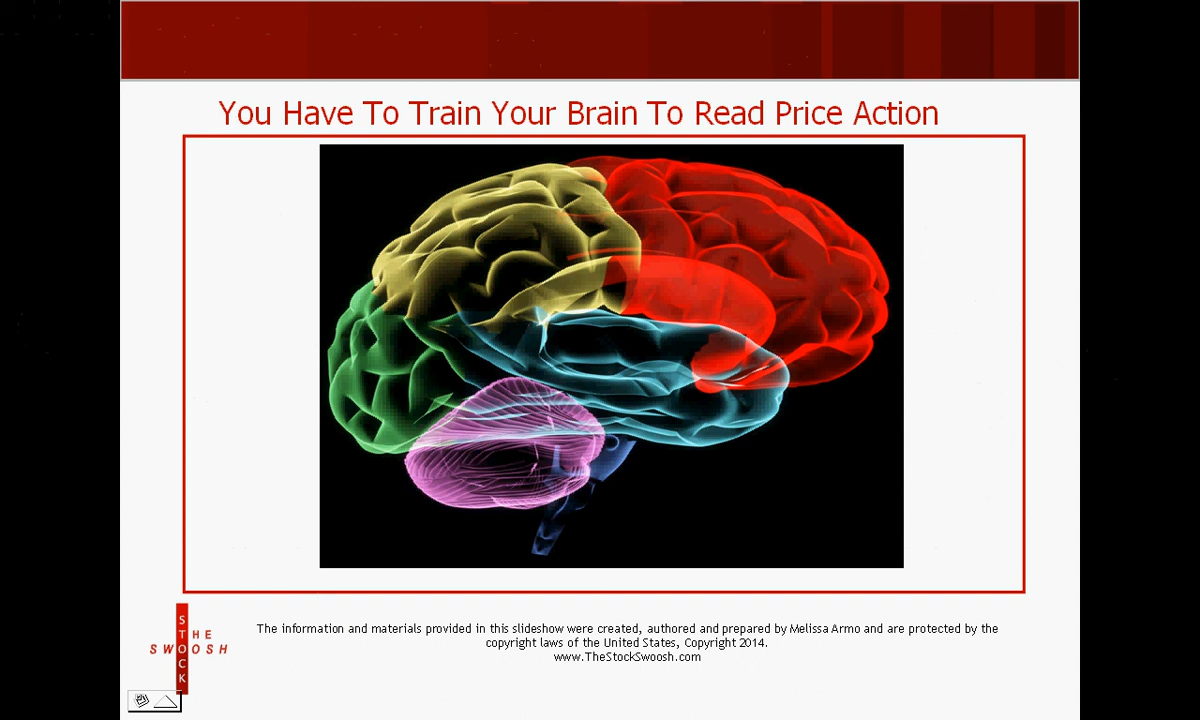 You Have To Train Your Brain To Read Price Action
THE
STOCK
SWOOSH
The information and materials provided in this slideshow were created, authored and prepared by Melissa Armo and are protected by the
copyright laws of the United States, Copyright 2014.
www.TheStockSwoosh.com